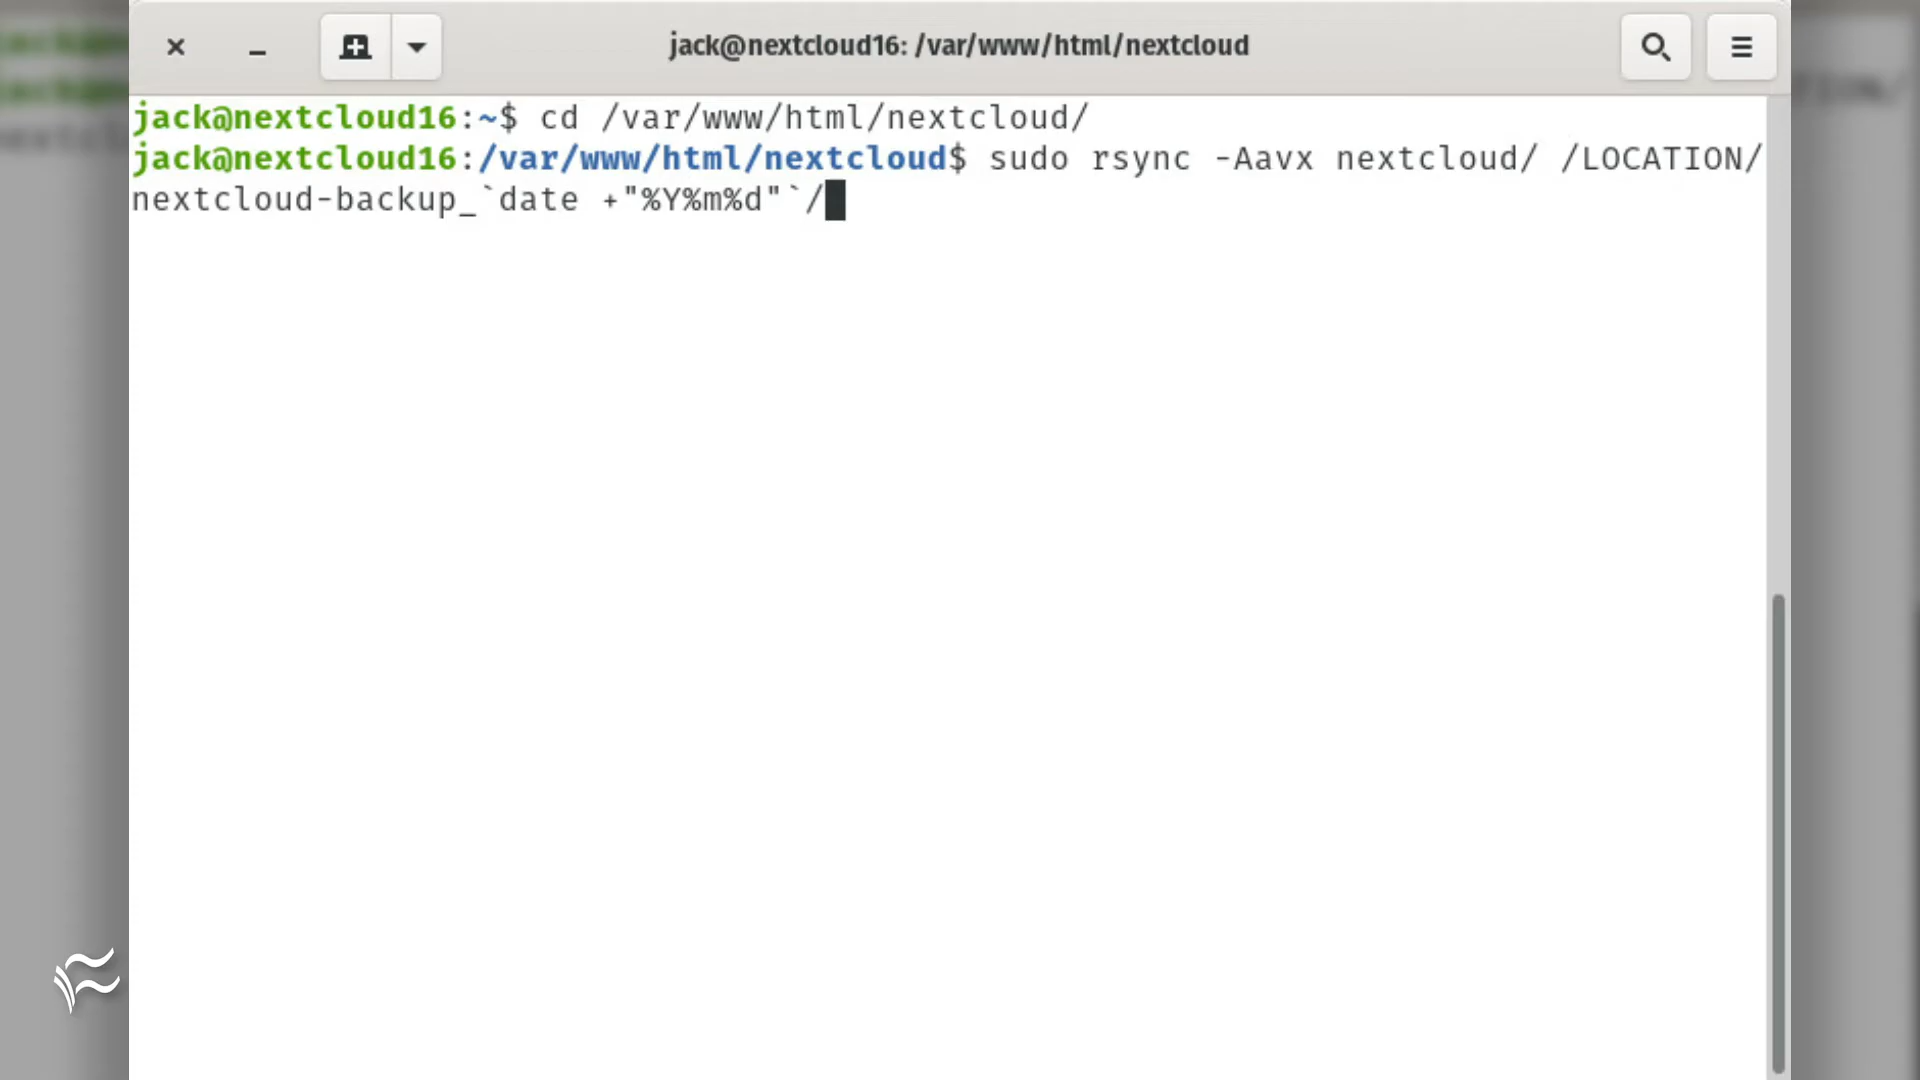 jack@nextcloud16: /var/www/html/nextcloud
jack@nextcloud16:~$ cd /var/www/html/nextcloud/
jack@nextcloud16:/var/www/html/nextcloud$ sudo rsync -Aavx nextcloud/ /LOCATION/
nextcloud-backup_`date +"%Y%m%d"`/